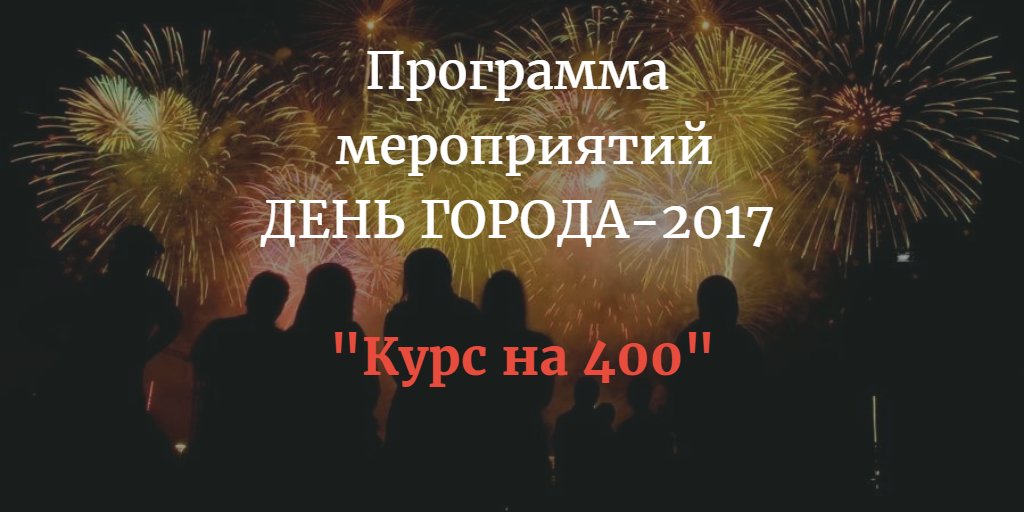 Программа
мероприятий
ДЕНЬ ГОРОДА-2017
"Курс на 400"